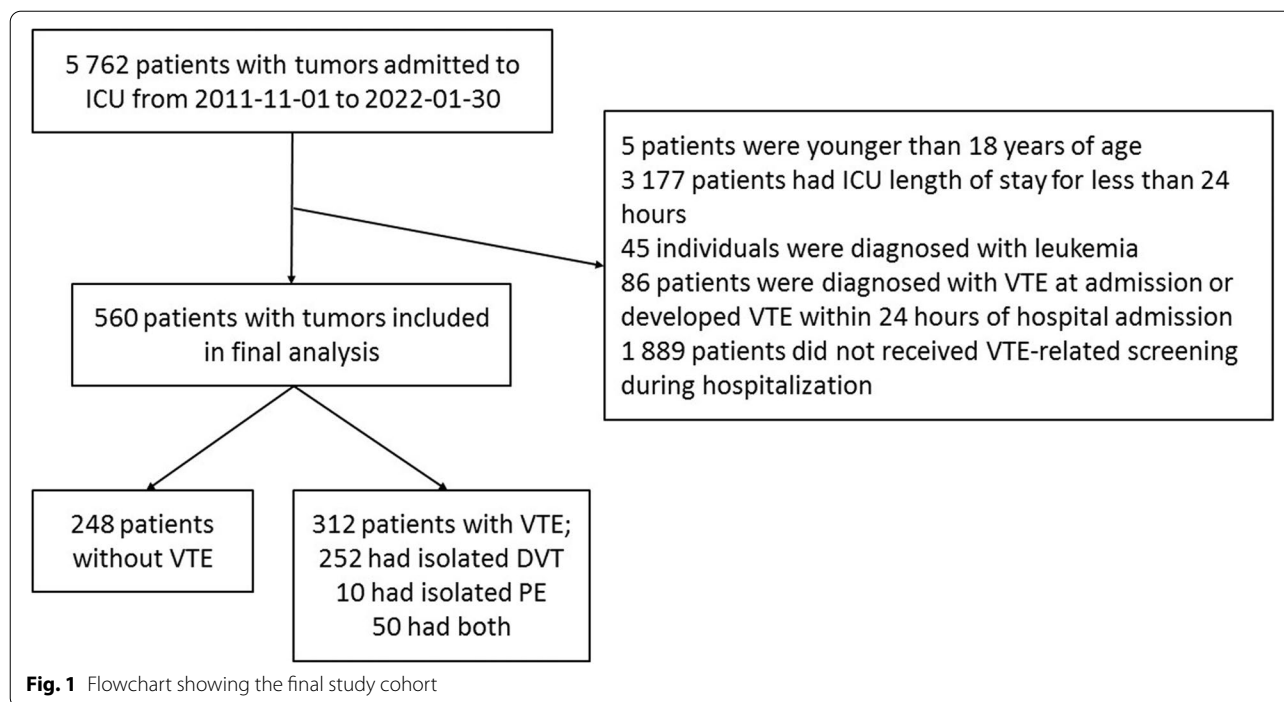 5 762 patients with tumors admitted to
ICU from 2011-11-01 to 2022-01-30
5 patients were younger than 18 years of age
3 177 patients had ICU length of stay for less than 24
hours
45 individuals were diagnosed with leukemia
86 patients were diagnosed with VTE at admission or
developed VTE within 24 hours of hospital admission
1 889 patients did not received VTE-related screening
during hospitalization
560 patients with tumors included
in final analysis
248 patients
without VTE
312 patients with VTE;
252 had isolated DVT
10 had isolated PE
50 had both
Fig. 1 Flowchart showing the final study cohort